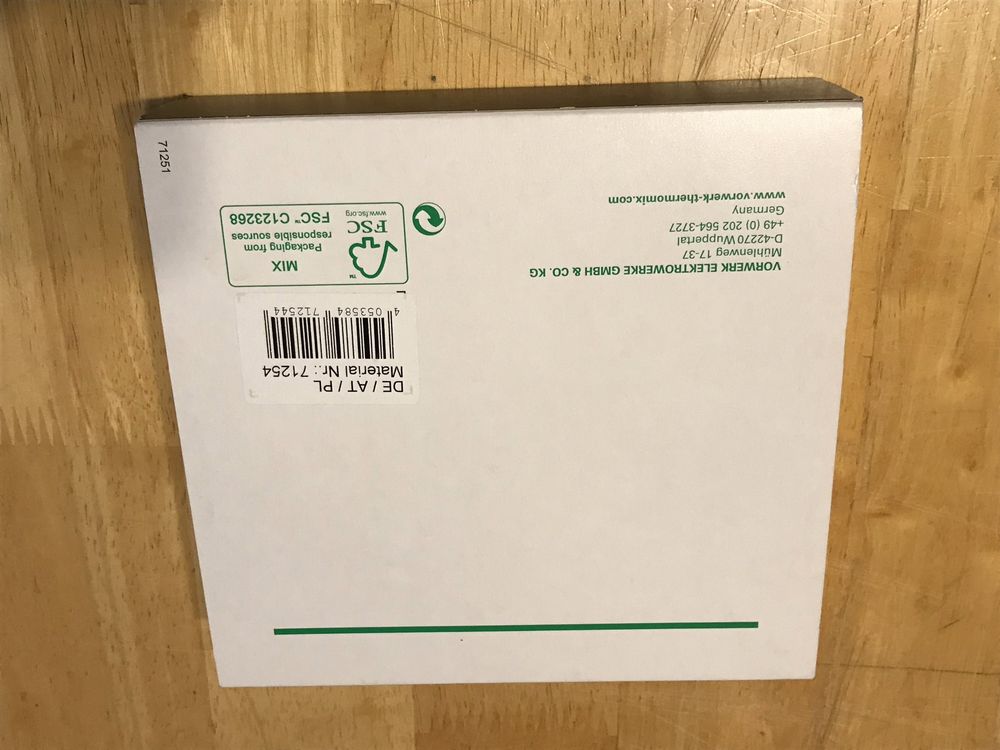 VORWERK ELEKTROWERKE GMBH & CO. KG
Mühlenweg 17-37
D-42270 Wuppertal
+49 (0) 202 564-3727
Germany
www.vorwerk-thermomix.com
DE / AT / PL
Material Nr.: 71254
4 053584 712544
™
MIX
Packaging from
responsible sources
FSC™ C123268
FSC
www.fsc.org
71251